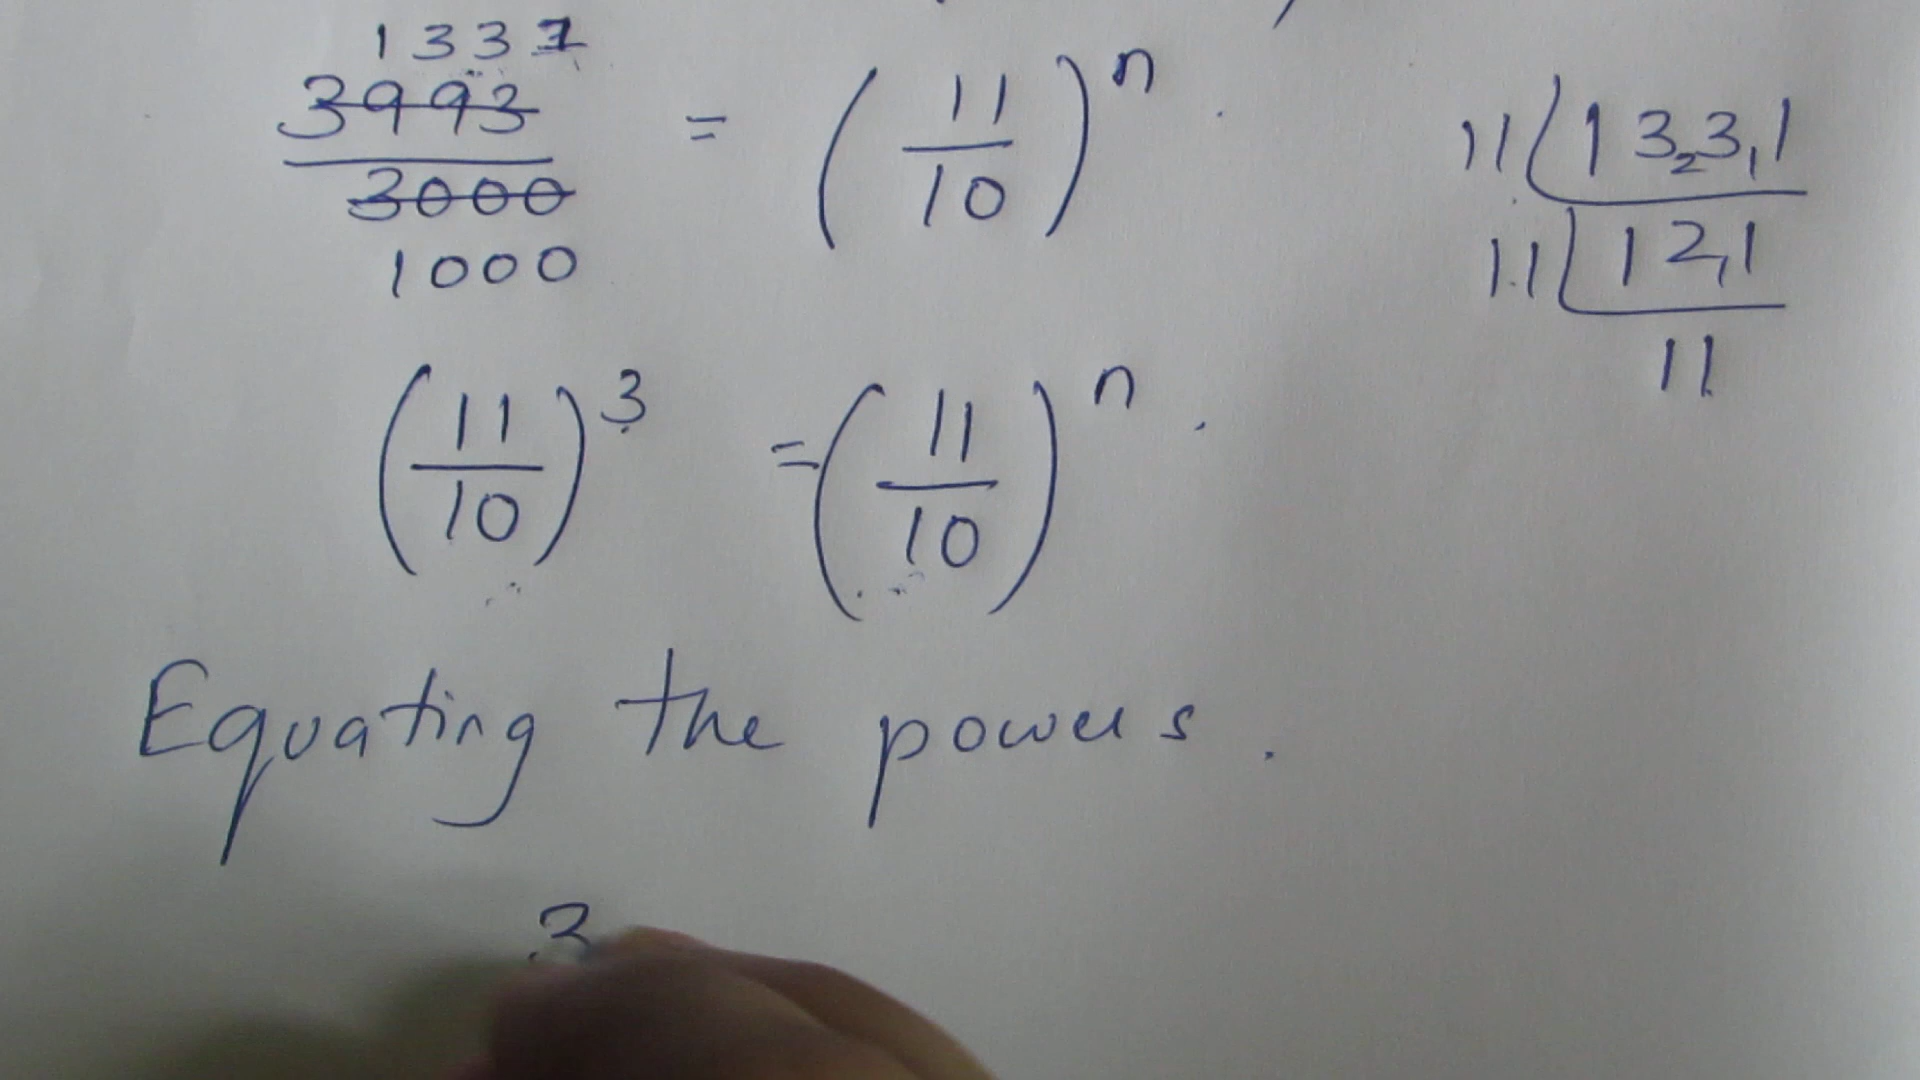 1331
3993/3000 = (11/10)^n
1000
(11/10)^3 = (11/10)^n
Equating the powers.
3
11 | 1331
11 | 121
11